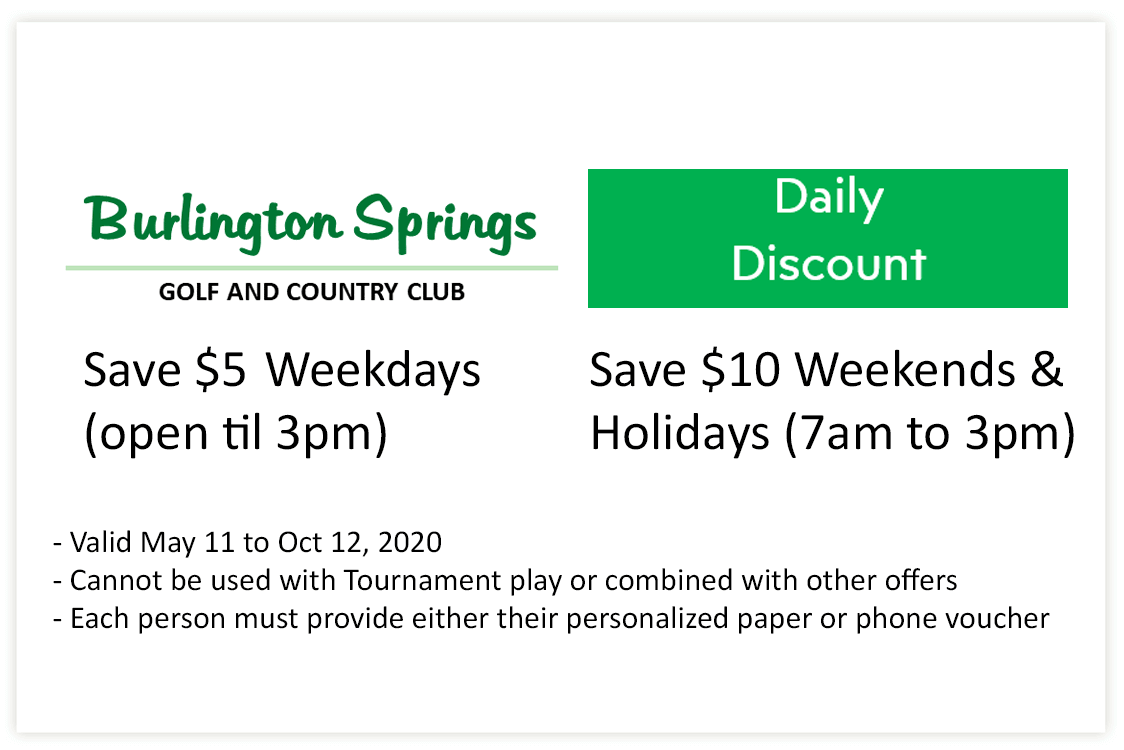 Burlington Springs
GOLF AND COUNTRY CLUB
Daily
Discount
Save $5 Weekdays
(open til 3pm)
Save $10 Weekends &
Holidays (7am to 3pm)
- Valid May 11 to Oct 12, 2020
- Cannot be used with Tournament play or combined with other offers
- Each person must provide either their personalized paper or phone voucher